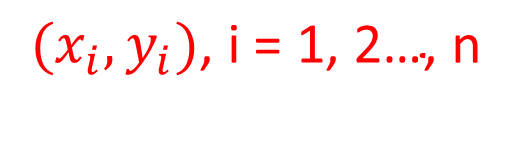 (xᵢ, yᵢ), i = 1, 2..., n